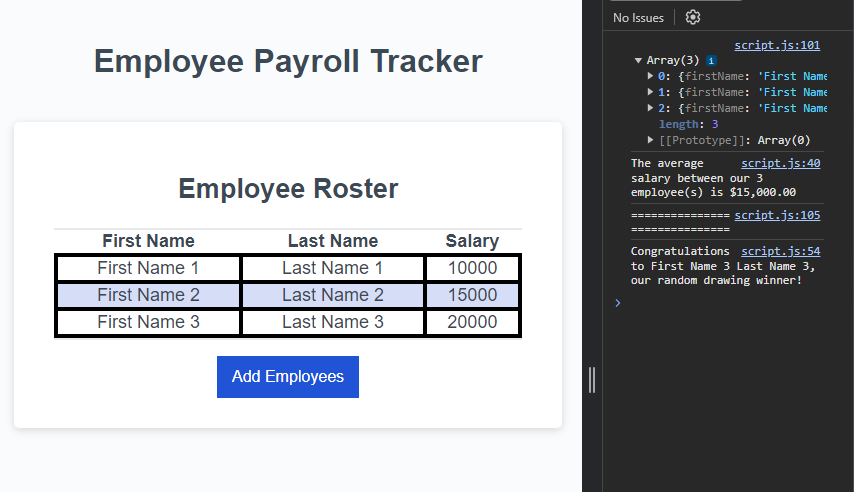 Employee Payroll Tracker
Employee Roster
First Name Last Name Salary
First Name 1 Last Name 1 10000
First Name 2 Last Name 2 15000
First Name 3 Last Name 3 20000
Add Employees
No Issues
script.js:101
Array(3) i
0: {firstName: 'First Name
1: {firstName: 'First Name
2: {firstName: 'First Name
length: 3
[[Prototype]]: Array(0)
The average script.js:40
salary between our 3
employee(s) is $15,000.00
=============== script.js:105
===============
Congratulations script.js:54
to First Name 3 Last Name 3,
our random drawing winner!